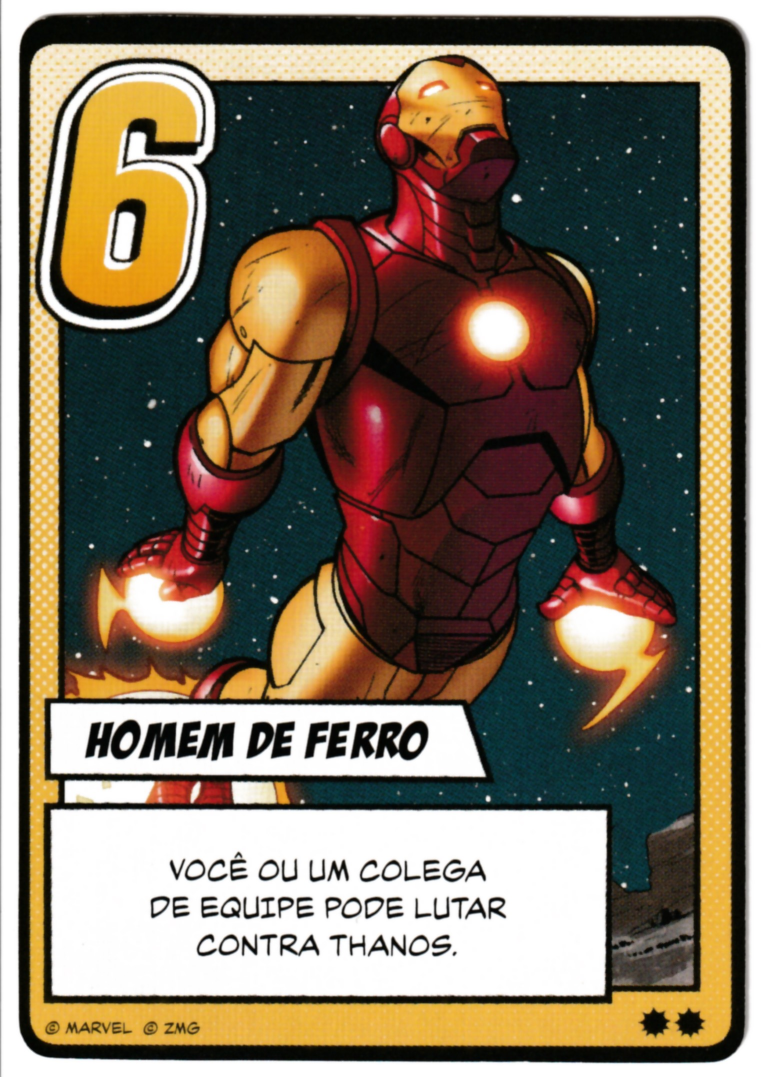 6
HOMEM DE FERRO
VOCÊ OU UM COLEGA
DE EQUIPE PODE LUTAR
CONTRA THANOS.
© MARVEL © ZMG